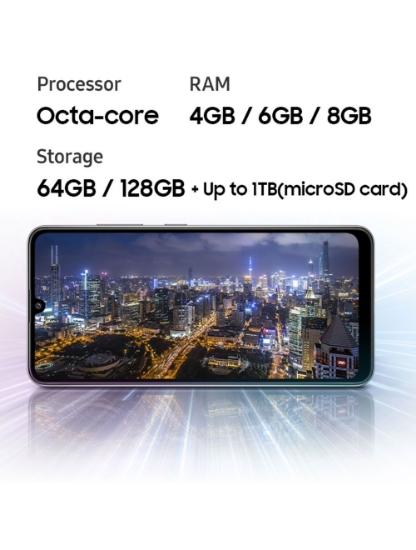 Processor RAM
Octa-core 4GB / 6GB / 8GB
Storage
64GB / 128GB + Up to 1TB(microSD card)